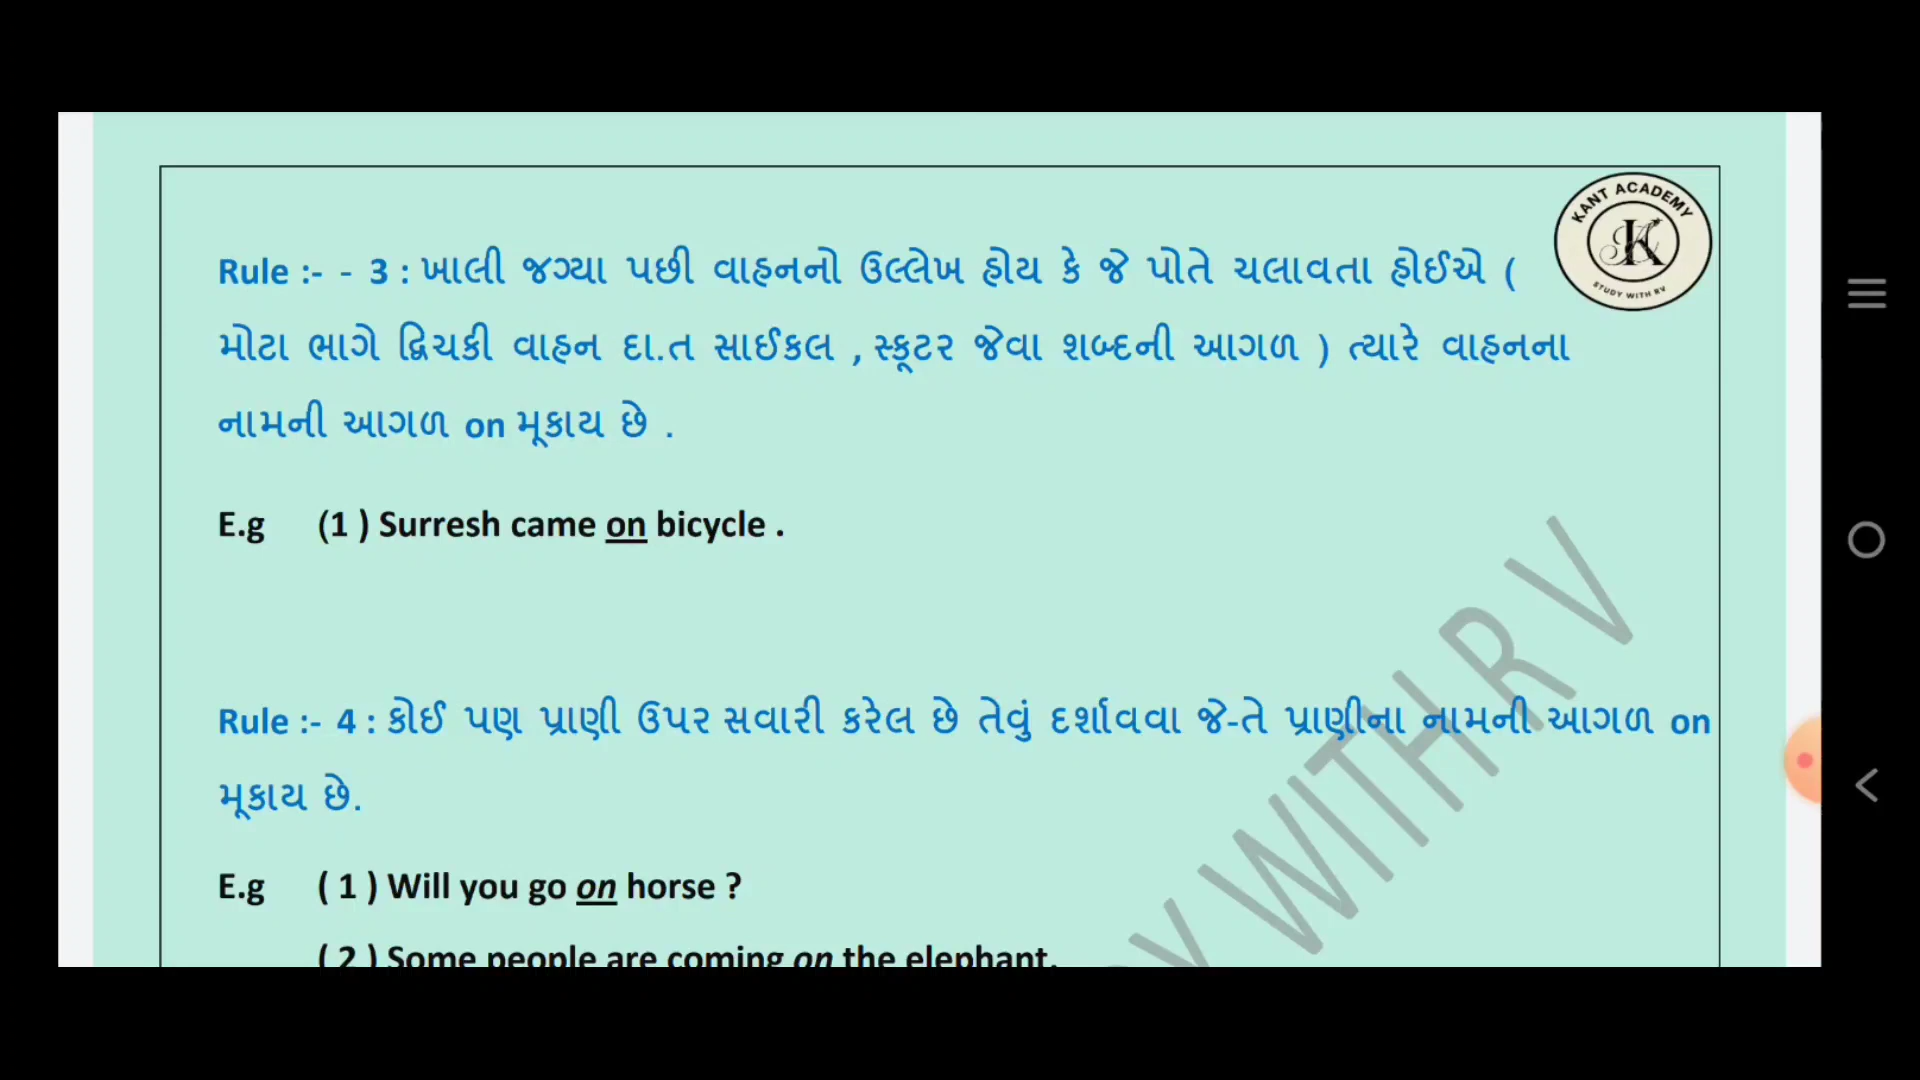 KANT ACADEMY
STUDY WITH RV
Rule :- - 3 : ખાલી જગ્યા પછી વાહનનો ઉલ્લેખ હોય કે જે પોતે ચલાવતા હોઈએ (
મોટા ભાગે દ્વિચકી વાહન દા.ત સાઈકલ , સ્કૂટર જેવા શબ્દની આગળ ) ત્યારે વાહનના
નામની આગળ on મૂકાય છે .
E.g (1 ) Surresh came on bicycle .
Rule :- 4 : કોઈ પણ પ્રાણી ઉપર સવારી કરેલ છે તેવું દર્શાવવા જે-તે પ્રાણીના નામની આગળ on
મૂકાય છે.
E.g ( 1 ) Will you go on horse ?
( 2 ) Some people are coming on the elephant.
Y WITH R V